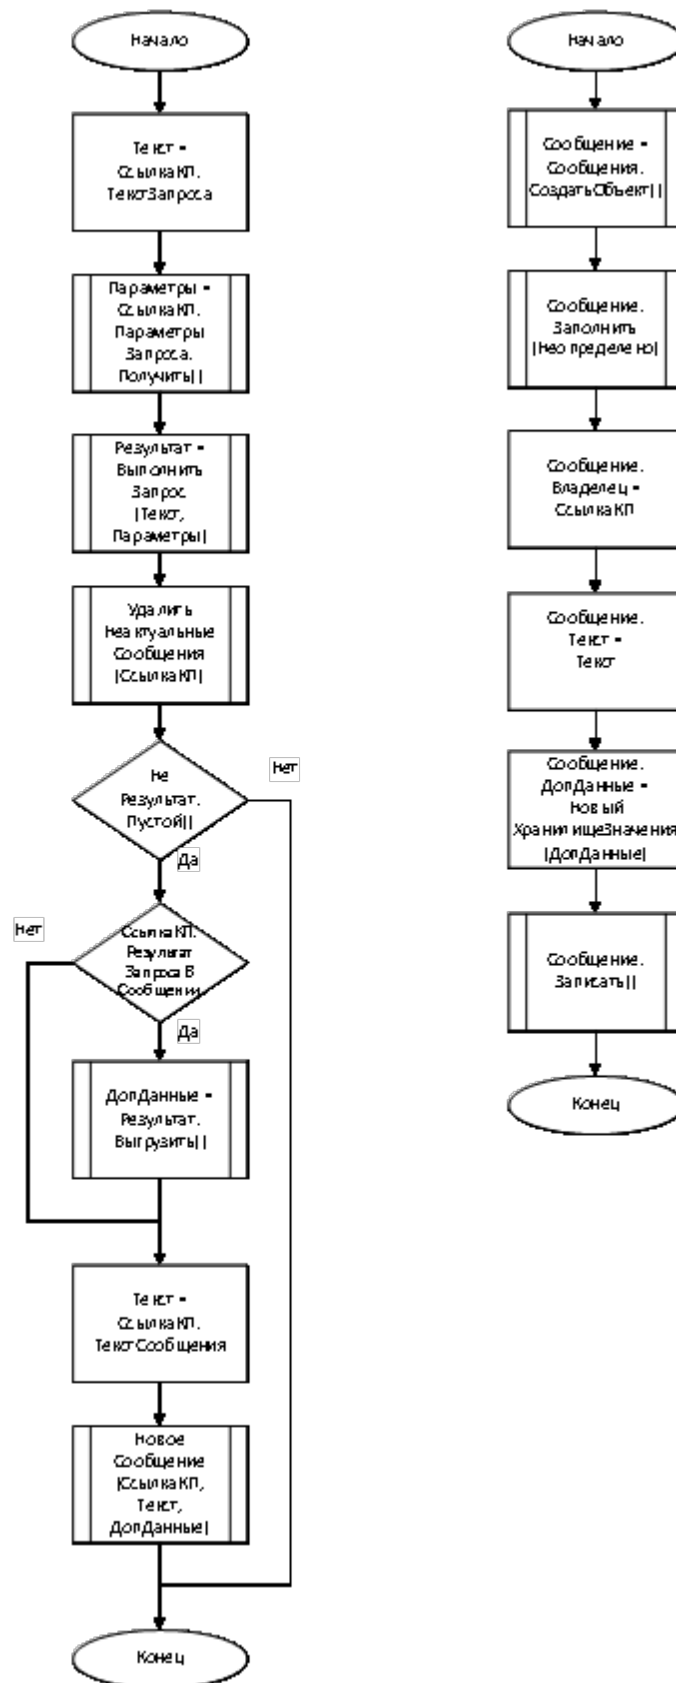 Начало
Текст =
СсылкаКП.
ТекстЗапроса
Параметры =
СсылкаКП.
Параметры
Запроса.
Получить()
Результат =
Выполнить
Запрос
(Текст,
Параметры)
Удалить
Неактуальные
Сообщения
(СсылкаКП)
Не
Результат.
Пустой()
Нет
Да
СсылкаКП.
Результат
Запроса В
Сообщении
Нет
Да
ДопДанные =
Результат.
Выгрузить()
Текст =
СсылкаКП.
ТекстСообщения
Новое
Сообщение
(СсылкаКП,
Текст,
ДопДанные)
Конец
Начало
Сообщение =
Сообщения.
СоздатьОбъект()
Сообщение.
Заполнить
(Неопределено)
Сообщение.
Владелец =
СсылкаКП
Сообщение.
Текст =
Текст
Сообщение.
ДопДанные =
Новый
ХранилищеЗначения
(ДопДанные)
Сообщение.
Записать()
Конец